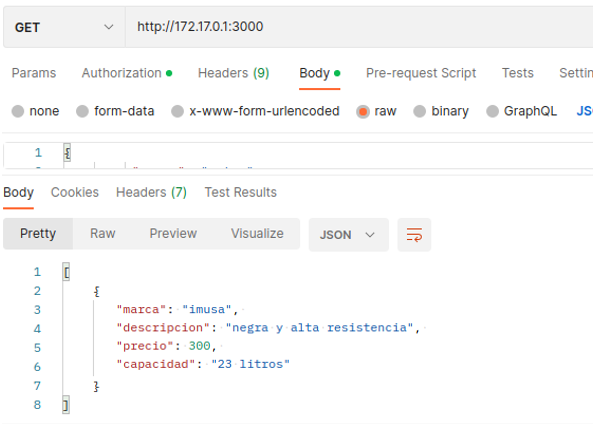 GET http://172.17.0.1:3000
Params Authorization Headers (9) Body Pre-request Script Tests
none form-data x-www-form-urlencoded raw binary GraphQL
1 {
Body Cookies Headers (7) Test Results
Pretty Raw Preview Visualize JSON
1 [
2 {
3 "marca": "imusa",
4 "descripcion": "negra y alta resistencia",
5 "precio": 300,
6 "capacidad": "23 litros"
7 }
8 ]